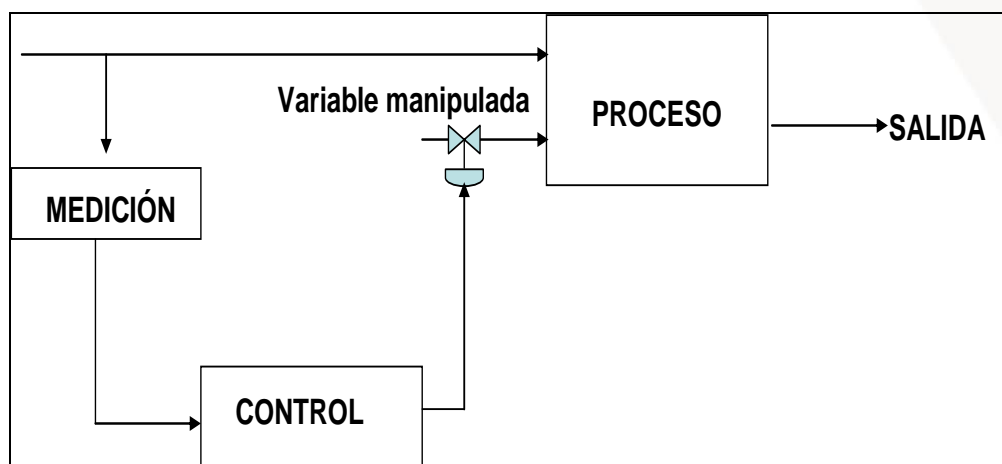 Variable manipulada
PROCESO
SALIDA
MEDICIÓN
CONTROL